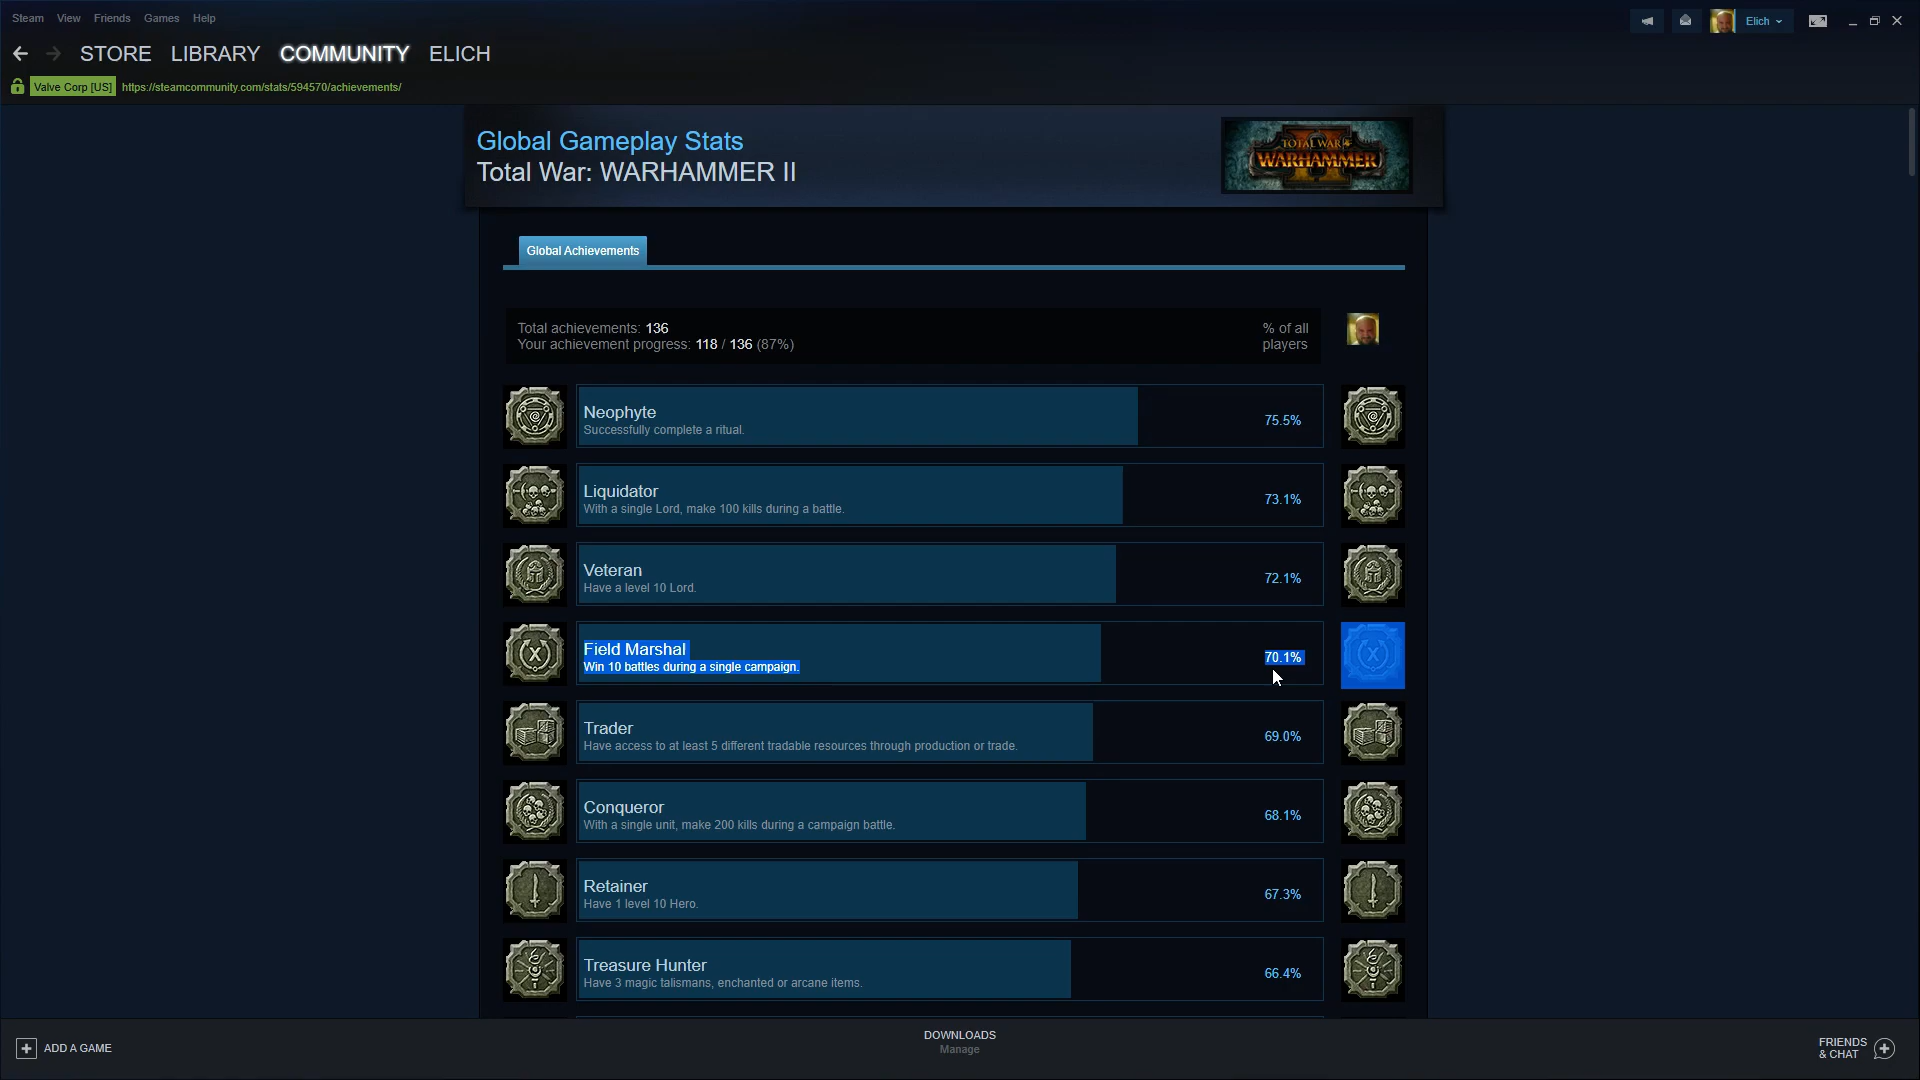 Steam View Friends Games Help
Elich
STORE LIBRARY COMMUNITY ELICH
Valve Corp [US] https://steamcommunity.com/stats/594570/achievements/
Global Gameplay Stats
Total War: WARHAMMER II
TOTAL WAR
WARHAMMER
II
Global Achievements
Total achievements: 136
Your achievement progress: 118 / 136 (87%)
% of all
players
Neophyte
Successfully complete a ritual.
75.5%
Liquidator
With a single Lord, make 100 kills during a battle.
73.1%
Veteran
Have a level 10 Lord.
72.1%
Field Marshal
Win 10 battles during a single campaign.
70.1%
Trader
Have access to at least 5 different tradable resources through production or trade.
69.0%
Conqueror
With a single unit, make 200 kills during a campaign battle.
68.1%
Retainer
Have 1 level 10 Hero.
67.3%
Treasure Hunter
Have 3 magic talismans, enchanted or arcane items.
66.4%
ADD A GAME
DOWNLOADS
Manage
FRIENDS
& CHAT